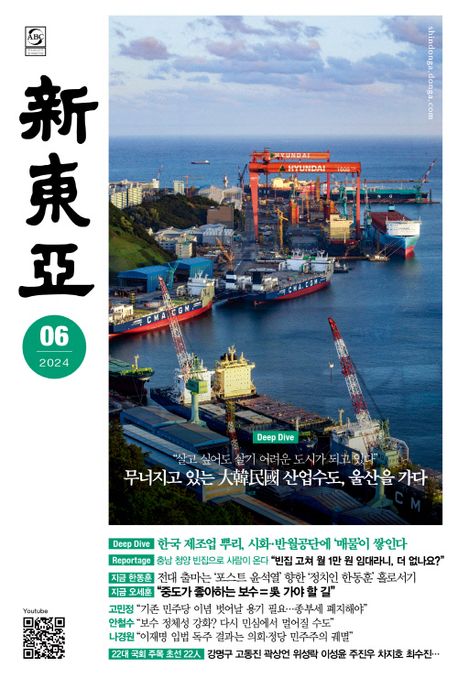 ABC
新東亞
06
2024
shindonga.donga.com
HYUNDAI HYUNDAI 1600
CMA CGM
CMA CGM
Deep Dive
“살고 싶어도 살기 어려운 도시가 되고 있다”
무너지고 있는 大韓民國 산업수도, 울산을 가다
Deep Dive 한국 제조업 뿌리, 시화·반월공단에 ‘매물’이 쌓인다
Reportage 충남 청양 빈집으로 사람이 온다 “빈집 고쳐 월 1만 원 임대라니, 더 없나요?”
지금 한동훈 전대 출마는 ‘포스트 윤석열’ 향한 ‘정치인 한동훈’ 홀로서기
지금 오세훈 “중도가 좋아하는 보수=吳 가야 할 길”
고민정 “기존 민주당 이념 벗어날 용기 필요…종부세 폐지해야”
안철수 “보수 정체성 강화? 다시 민심에서 멀어질 수도”
나경원 “이재명 입법 독주 결과는 의회·정당 민주주의 궤멸”
Youtube
22대 국회 주목 초선 22人 강명구 고동진 곽상언 위성락 이성윤 주진우 차지호 최수진…